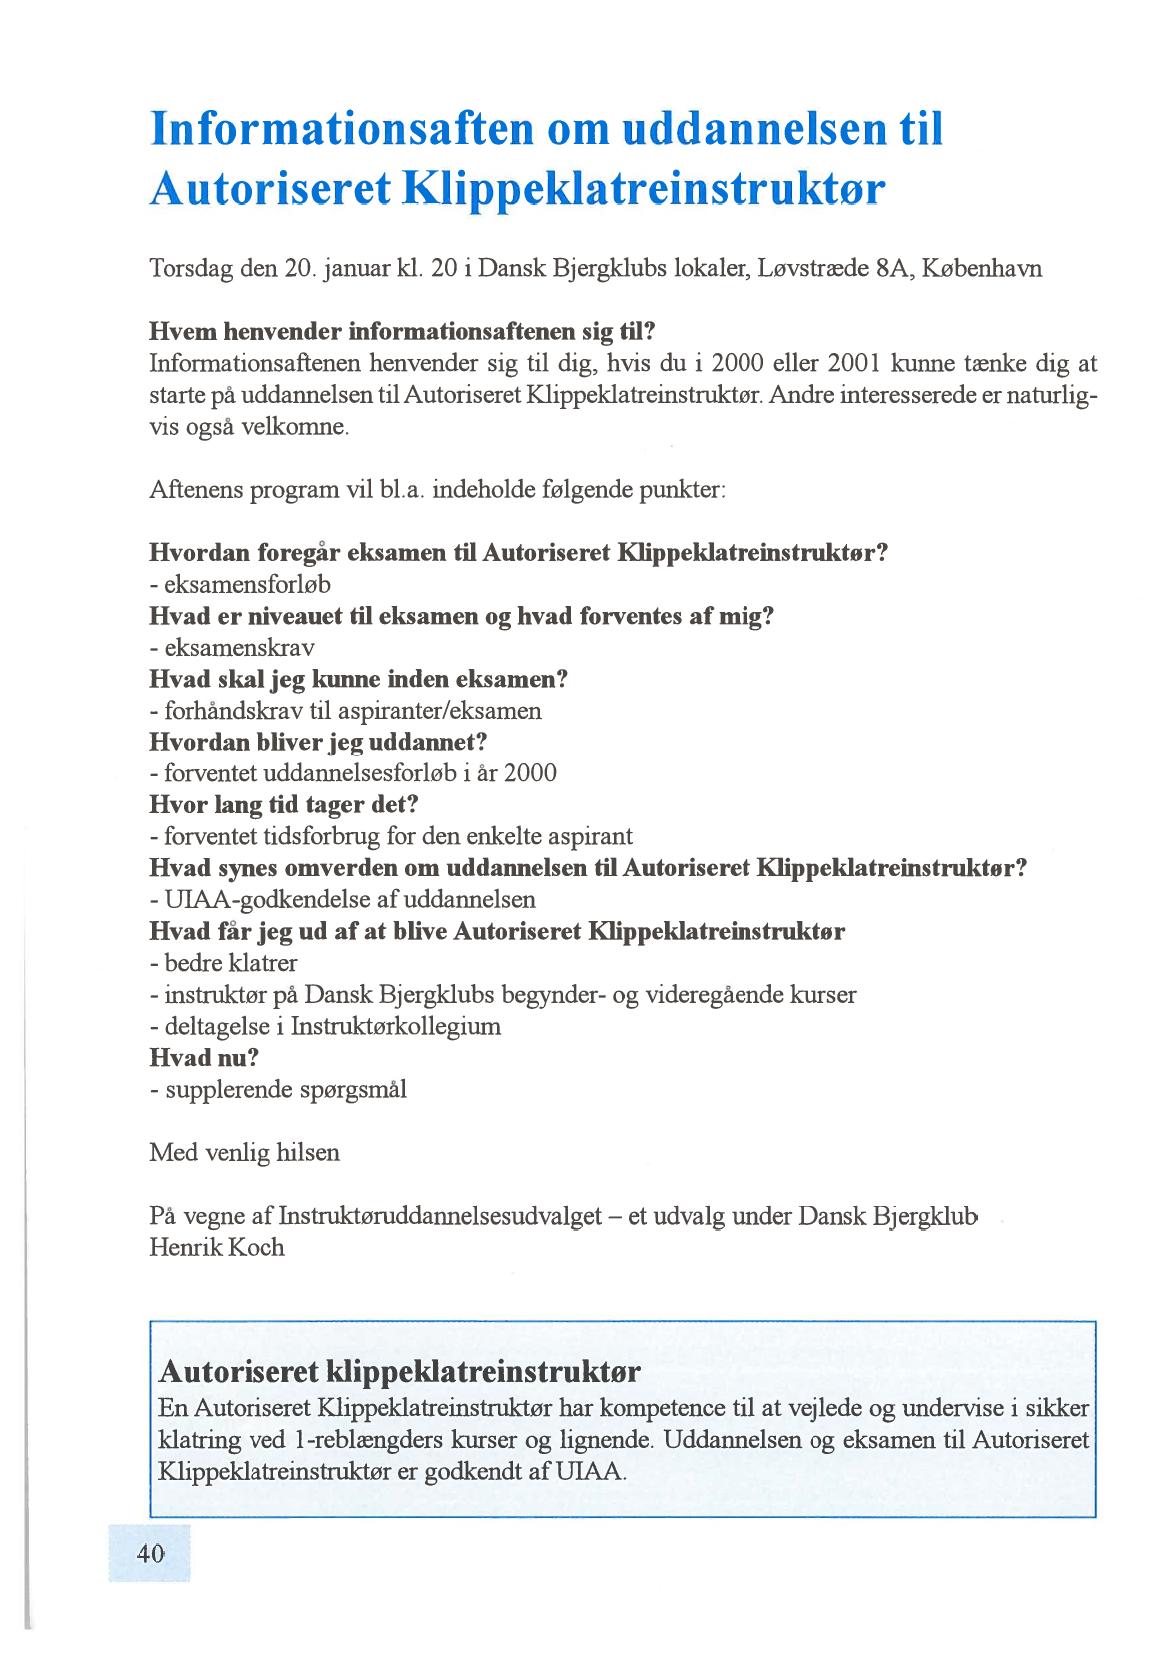 Informationsaften om uddannelsen til
Autoriseret Klippeklatreinstruktør
Torsdag den 20. januar kl. 20 i Dansk Bjergklubs lokaler, Løvstræde 8A, København
Hvem henvender informationsaftenen sig til?
Informationsaftenen henvender sig til dig, hvis du i 2000 eller 2001 kunne tænke dig at
starte på uddannelsen til Autoriseret Klippeklatreinstruktør. Andre interesserede er naturlig-
vis også velkomne.
Aftenens program vil bl.a. indeholde følgende punkter:
Hvordan foregår eksamen til Autoriseret Klippeklatreinstruktør?
- eksamensforløb
Hvad er niveauet til eksamen og hvad forventes af mig?
- eksamenskrav
Hvad skal jeg kunne inden eksamen?
- forhåndskrav til aspiranter/eksamen
Hvordan bliver jeg uddannet?
- forventet uddannelsesforløb i år 2000
Hvor lang tid tager det?
- forventet tidsforbrug for den enkelte aspirant
Hvad synes omverden om uddannelsen til Autoriseret Klippeklatreinstruktør?
- UIAA-godkendelse af uddannelsen
Hvad får jeg ud af at blive Autoriseret Klippeklatreinstruktør
- bedre klatrer
- instruktør på Dansk Bjergklubs begynder- og videregående kurser
- deltagelse i Instruktørkollegium
Hvad nu?
- supplerende spørgsmål
Med venlig hilsen
På vegne af Instruktøruddannelsesudvalget – et udvalg under Dansk Bjergklub
Henrik Koch
Autoriseret klippeklatreinstruktør
En Autoriseret Klippeklatreinstruktør har kompetence til at vejlede og undervise i sikker
klatring ved 1-reblængders kurser og lignende. Uddannelsen og eksamen til Autoriseret
Klippeklatreinstruktør er godkendt af UIAA.
40